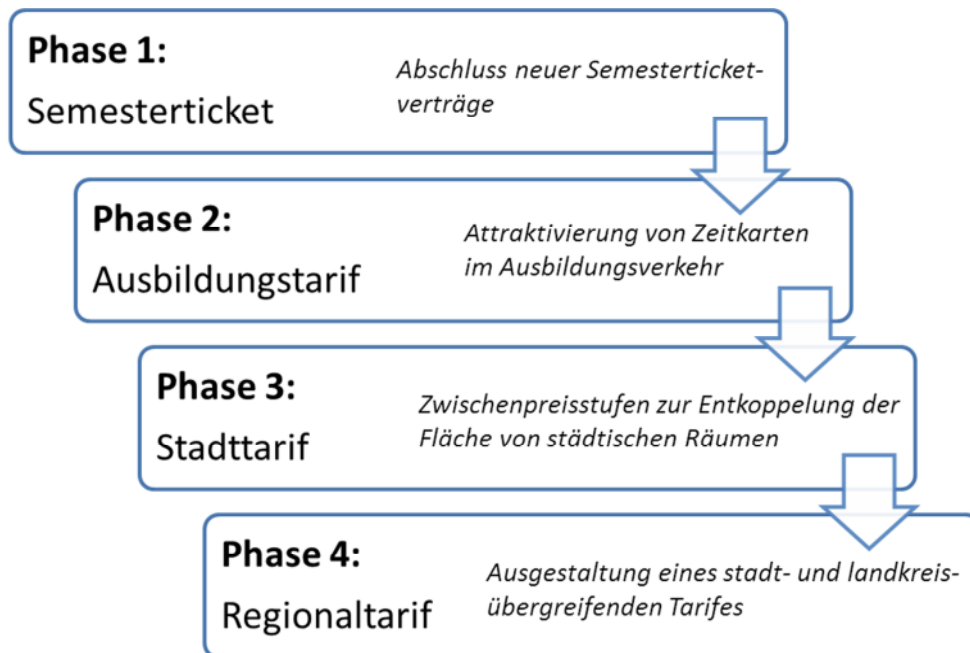 Phase 1:
Semesterticket
Abschluss neuer Semesterticket-
verträge
Phase 2:
Ausbildungstarif
Attraktivierung von Zeitkarten
im Ausbildungsverkehr
Phase 3:
Stadttarif
Zwischenpreisstufen zur Entkoppelung der
Fläche von städtischen Räumen
Phase 4:
Regionaltarif
Ausgestaltung eines stadt- und landkreis-
übergreifenden Tarifes